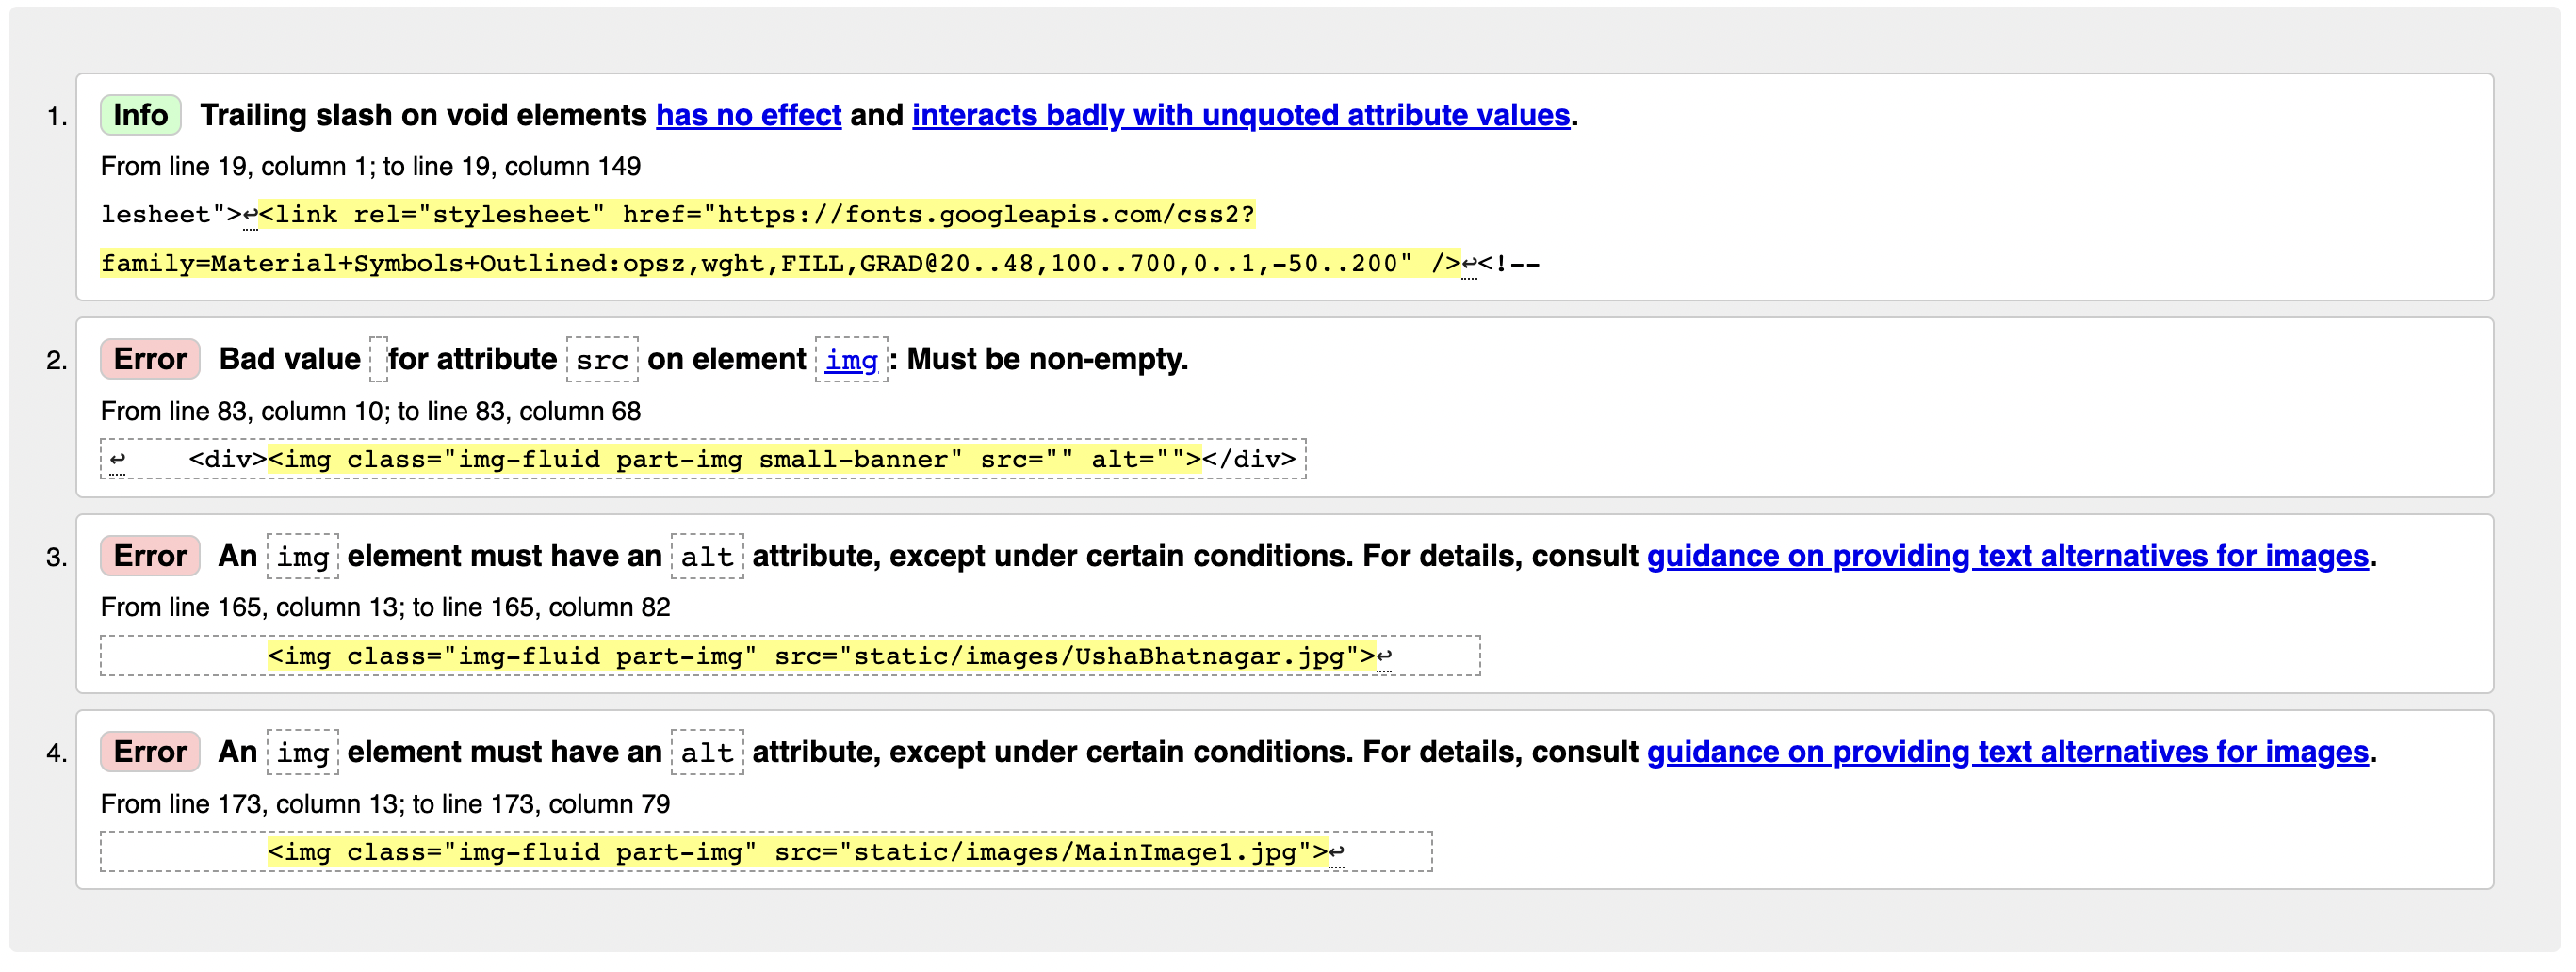 1. Info Trailing slash on void elements has no effect and interacts badly with unquoted attribute values.
From line 19, column 1; to line 19, column 149
lesheet">↩<link rel="stylesheet" href="https://fonts.googleapis.com/css2?
family=Material+Symbols+Outlined:opsz,wght,FILL,GRAD@20..48,100..700,0..1,-50..200" />↩<!--
2. Error Bad value for attribute src on element img: Must be non-empty.
From line 83, column 10; to line 83, column 68
↩ <div><img class="img-fluid part-img small-banner" src="" alt=""></div>
3. Error An img element must have an alt attribute, except under certain conditions. For details, consult guidance on providing text alternatives for images.
From line 165, column 13; to line 165, column 82
<img class="img-fluid part-img" src="static/images/UshaBhatnagar.jpg">↩
4. Error An img element must have an alt attribute, except under certain conditions. For details, consult guidance on providing text alternatives for images.
From line 173, column 13; to line 173, column 79
<img class="img-fluid part-img" src="static/images/MainImage1.jpg">↩